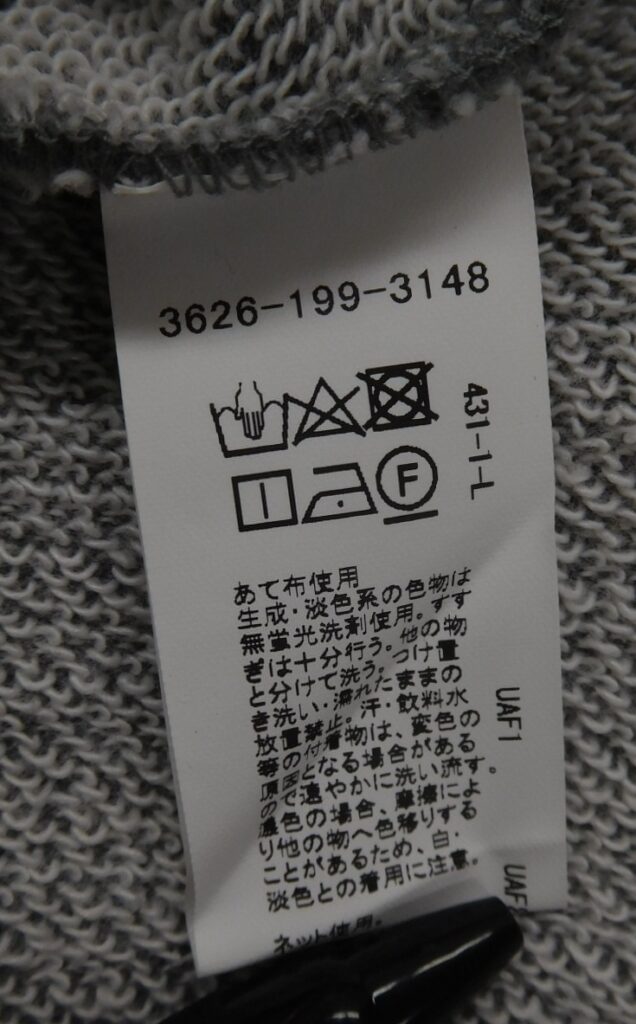 3626-199-3148
431-1-L
F
あて布使用
生成・淡色系の色物は
無蛍光洗剤使用。すす
ぎは十分行う。他の物
と分けて洗う。つけ置
き洗い・濡れたままの
放置禁止。汗・飲料水
等の付着物は、変色の
原因となる場合がある
ので速やかに洗い流す。
濃色の場合、摩擦によ
り他の物へ色移りする
ことがあるため、白・
淡色との着用に注意。
ネット使用。
UAF1